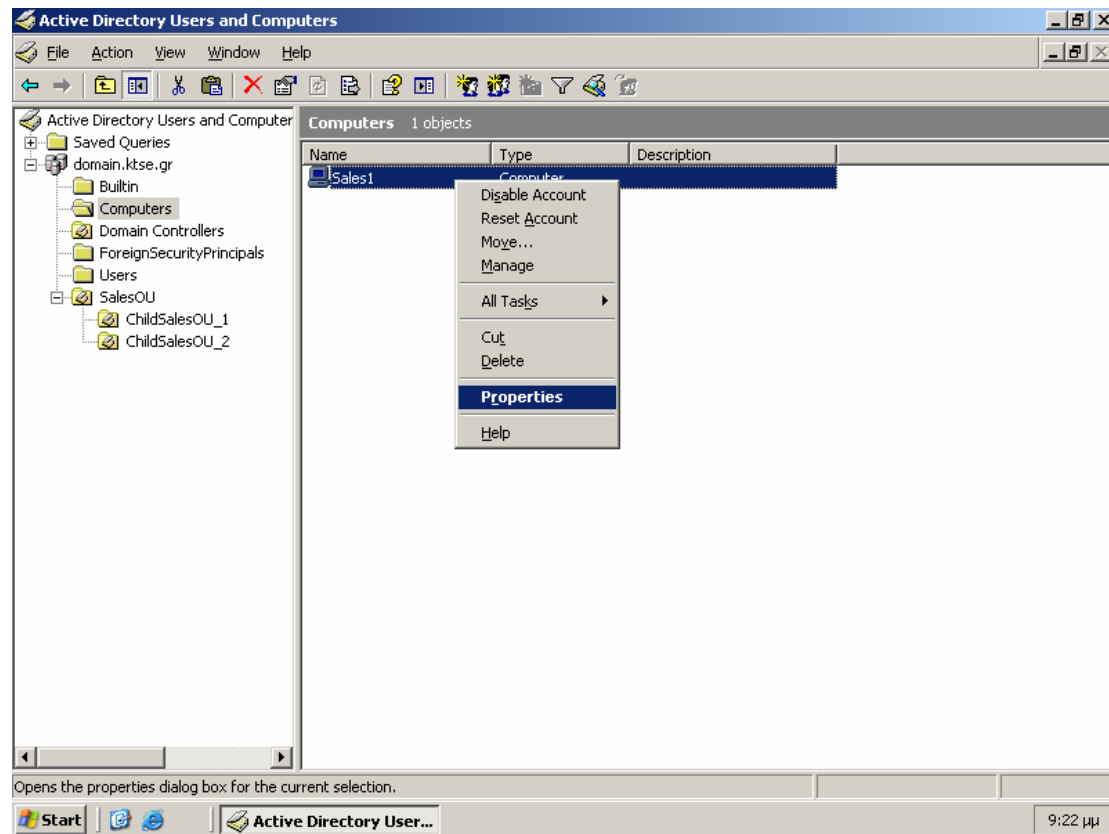 Active Directory Users and Computers
File Action View Window Help
Active Directory Users and Computer
Saved Queries
domain.ktse.gr
Builtin
Computers
Domain Controllers
ForeignSecurityPrincipals
Users
SalesOU
ChildSalesOU_1
ChildSalesOU_2
Computers 1 objects
Name Type Description
Sales1 Computer
Disable Account
Reset Account
Move...
Manage
All Tasks
Cut
Delete
Properties
Help
Opens the properties dialog box for the current selection.
Start Active Directory User... 9:22 μμ